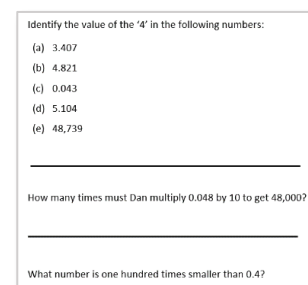 Identify the value of the ‘4’ in the following numbers:
(a) 3.407
(b) 4.821
(c) 0.043
(d) 5.104
(e) 48,739
How many times must Dan multiply 0.048 by 10 to get 48,000?
What number is one hundred times smaller than 0.4?